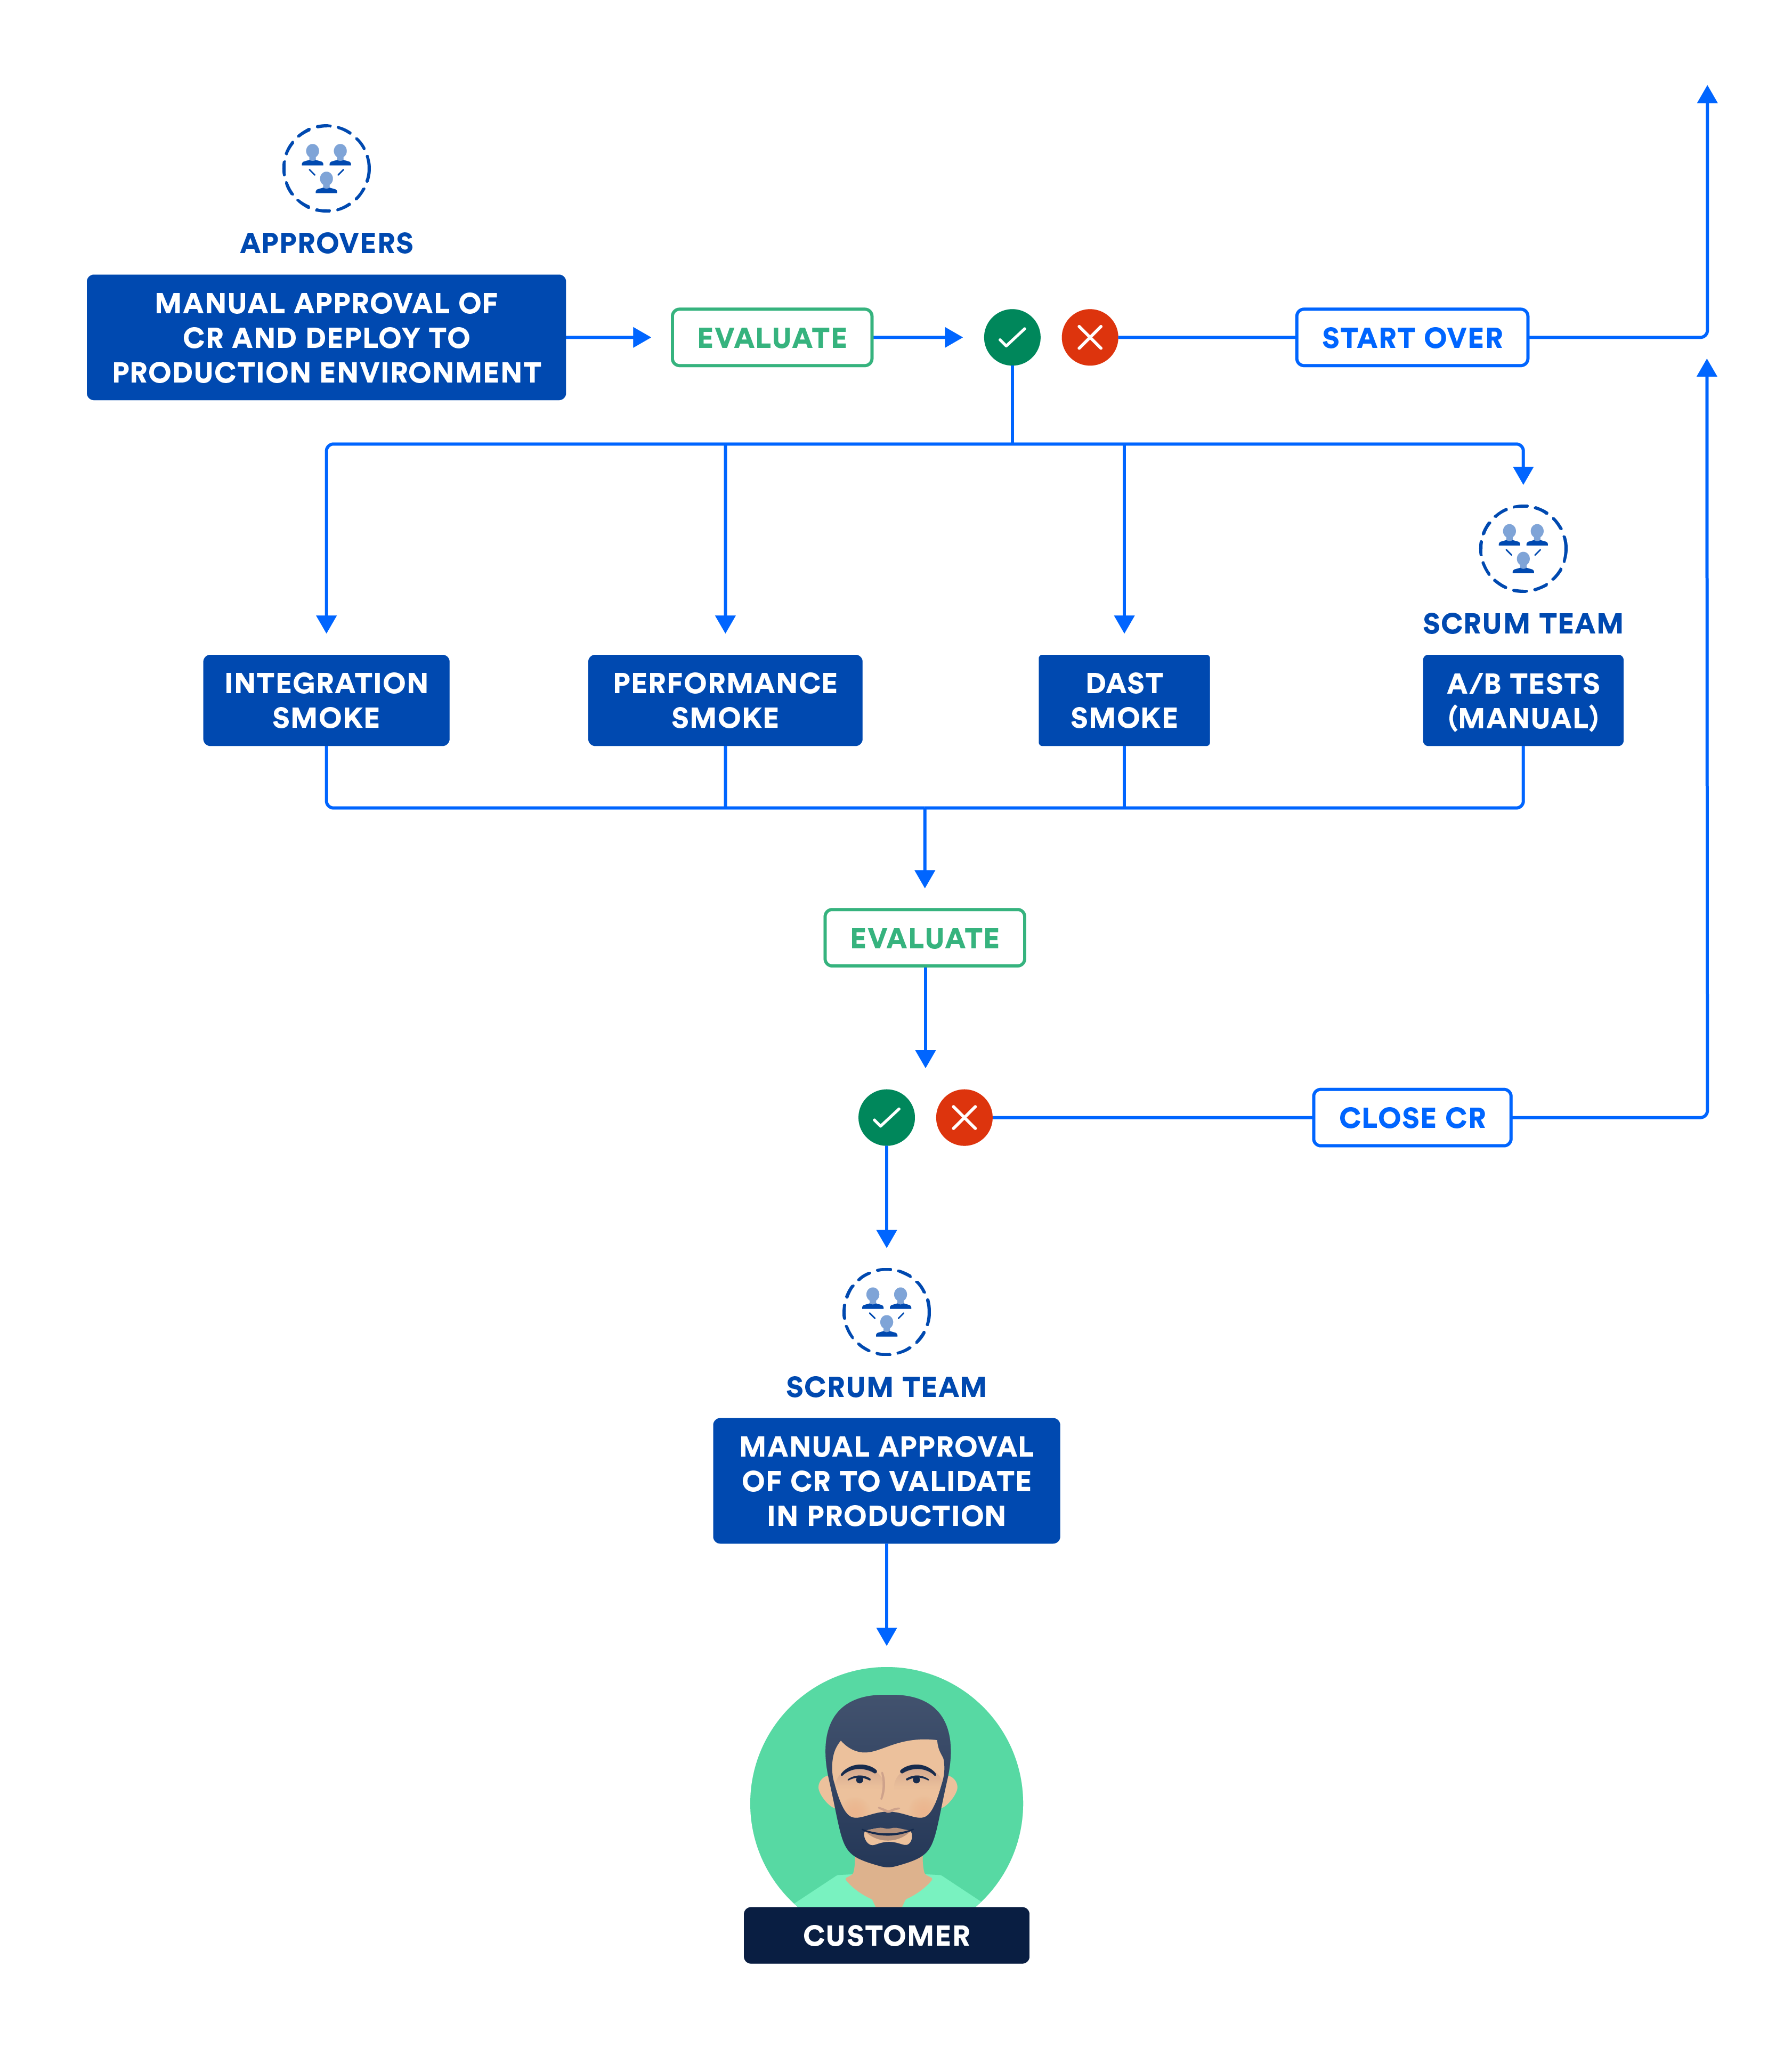 APPROVERS
MANUAL APPROVAL OF
CR AND DEPLOY TO
PRODUCTION ENVIRONMENT
EVALUATE
START OVER
SCRUM TEAM
INTEGRATION
SMOKE
PERFORMANCE
SMOKE
DAST
SMOKE
A/B TESTS
(MANUAL)
EVALUATE
CLOSE CR
SCRUM TEAM
MANUAL APPROVAL
OF CR TO VALIDATE
IN PRODUCTION
CUSTOMER